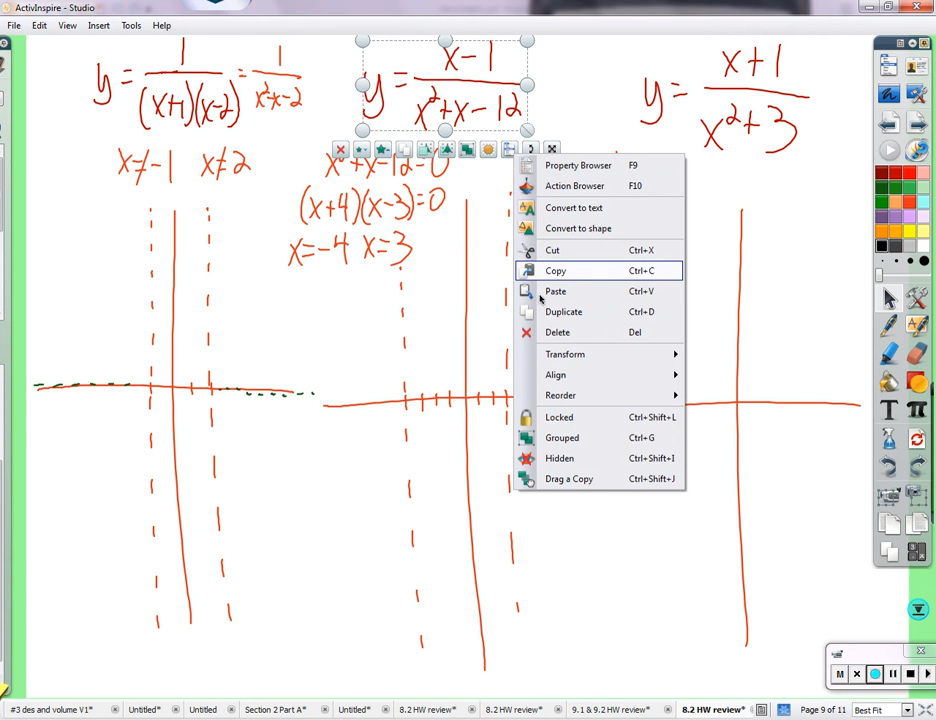 ActivInspire - Studio
File Edit View Insert Tools Help
y = 1 / (x+1)(x-2) = 1 / x²-x-2
x≠-1 x≠2
y = x-1 / x²+x-12
x²+x-12=0
(x+4)(x-3)=0
x=-4 x=3
y = x+1 / x²+3
Property Browser F9
Action Browser F10
Convert to text
Convert to shape
Cut Ctrl+X
Copy Ctrl+C
Paste Ctrl+V
Duplicate Ctrl+D
Delete Del
Transform
Align
Reorder
Locked Ctrl+Shift+L
Grouped Ctrl+G
Hidden Ctrl+Shift+I
Drag a Copy Ctrl+Shift+J
M
#3 des and volume V1* Untitled* Untitled Section 2 Part A* Untitled* 8.2 HW review* 8.2 HW review* 9.1 & 9.2 HW review* 8.2 HW review* Page 9 of 11 Best Fit